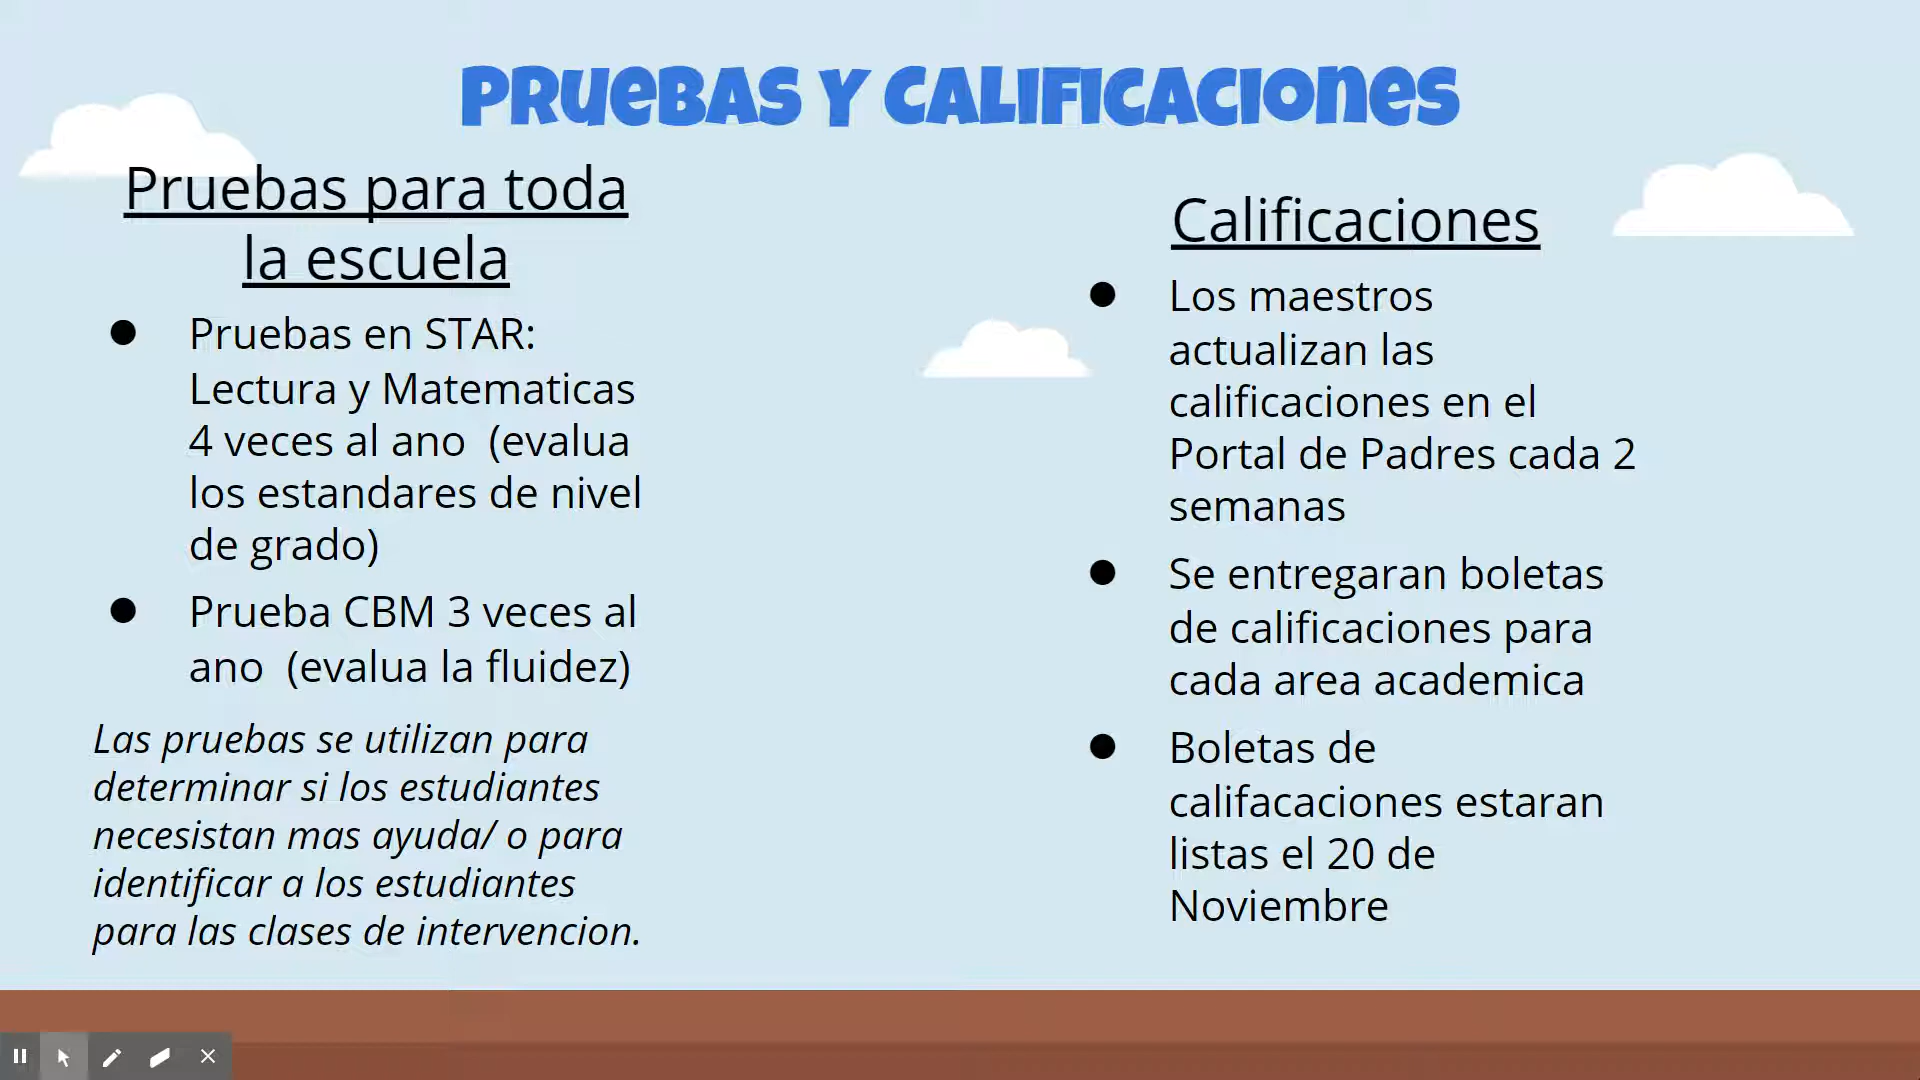 PRUEBAS Y CALIFICACIONES
Pruebas para toda
la escuela
● Pruebas en STAR:
Lectura y Matematicas
4 veces al ano  (evalua
los estandares de nivel
de grado)
● Prueba CBM 3 veces al
ano  (evalua la fluidez)
Las pruebas se utilizan para
determinar si los estudiantes
necesistan mas ayuda/ o para
identificar a los estudiantes
para las clases de intervencion.
Calificaciones
● Los maestros
actualizan las
calificaciones en el
Portal de Padres cada 2
semanas
● Se entregaran boletas
de calificaciones para
cada area academica
● Boletas de
califacaciones estaran
listas el 20 de
Noviembre